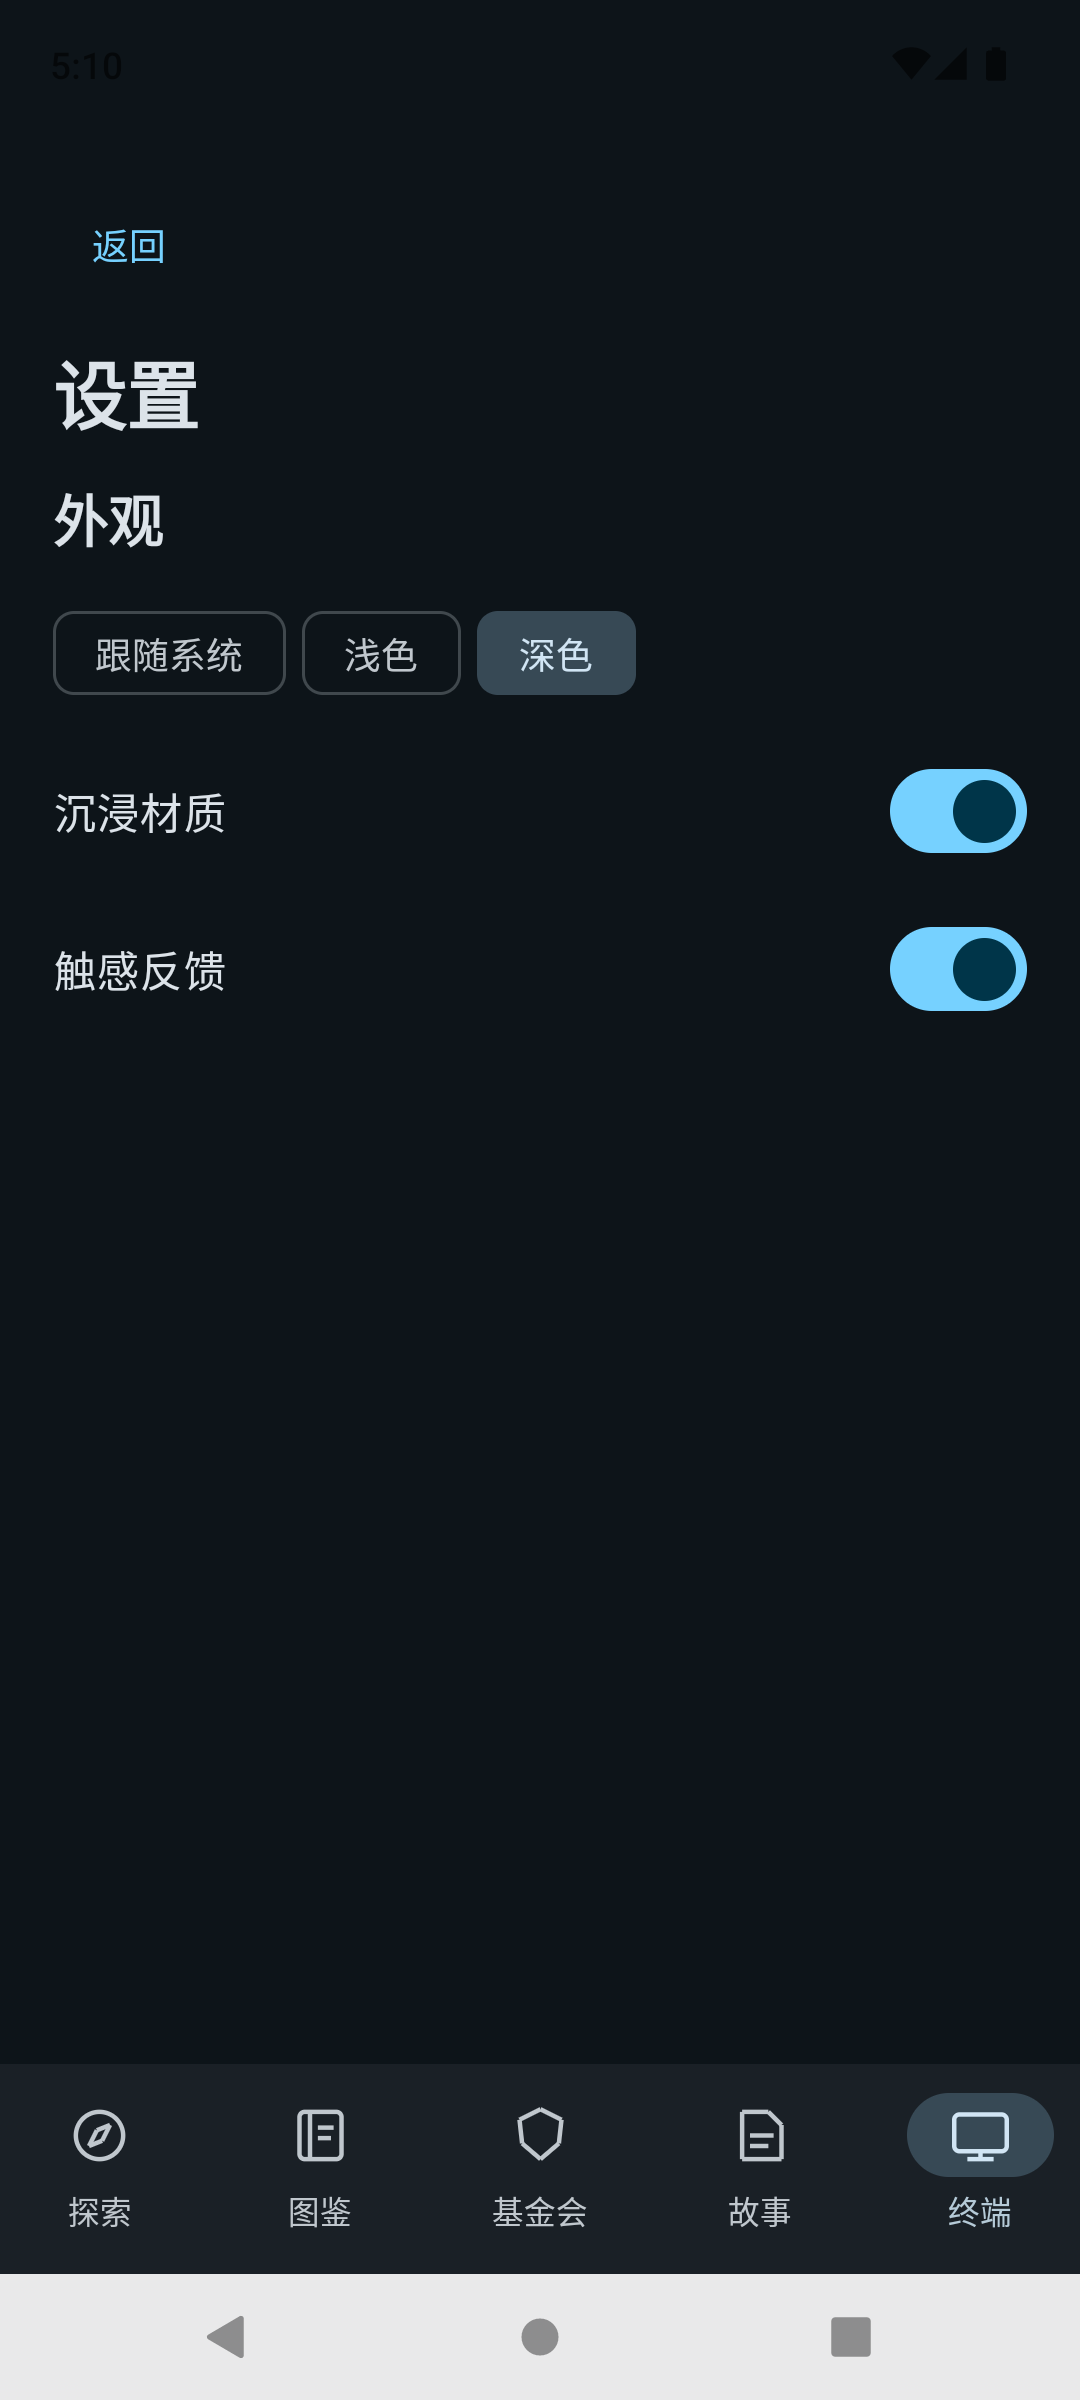 5:10
返回
设置
外观
跟随系统 浅色 深色
沉浸材质
触感反馈
探索 图鉴 基金会 故事 终端